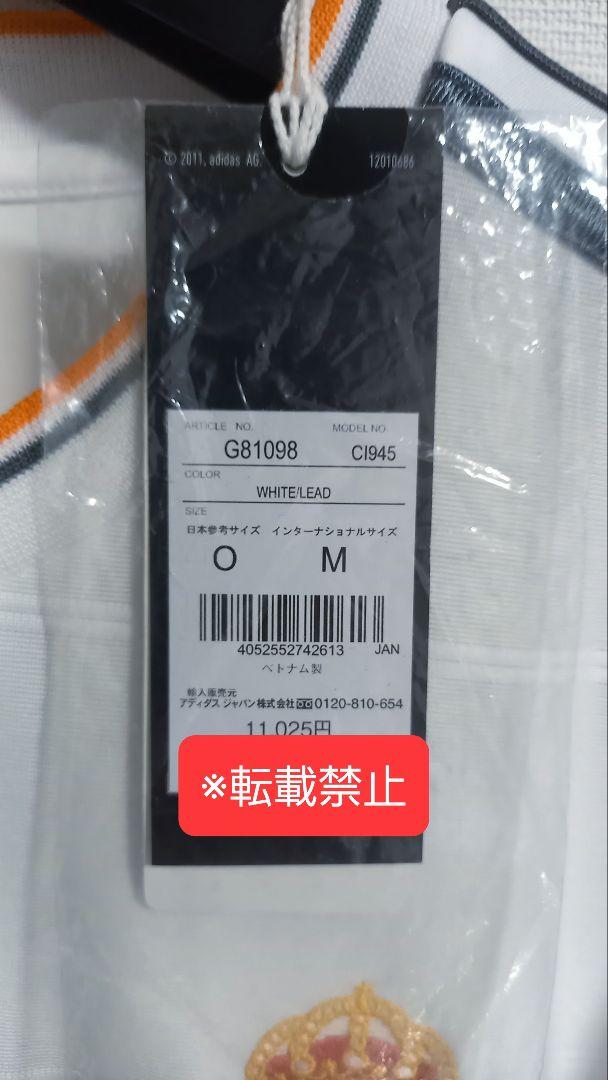 © 2011, adidas AG. 12010686
ARTICLE NO. MODEL NO.
G81098 CI945
COLOR
WHITE/LEAD
SIZE
日本参考サイズ インターナショナルサイズ
O M
4052552742613 JAN
ベトナム製
輸入販売元
アディダス ジャパン株式会社 0120-810-654
11,025円
※転載禁止